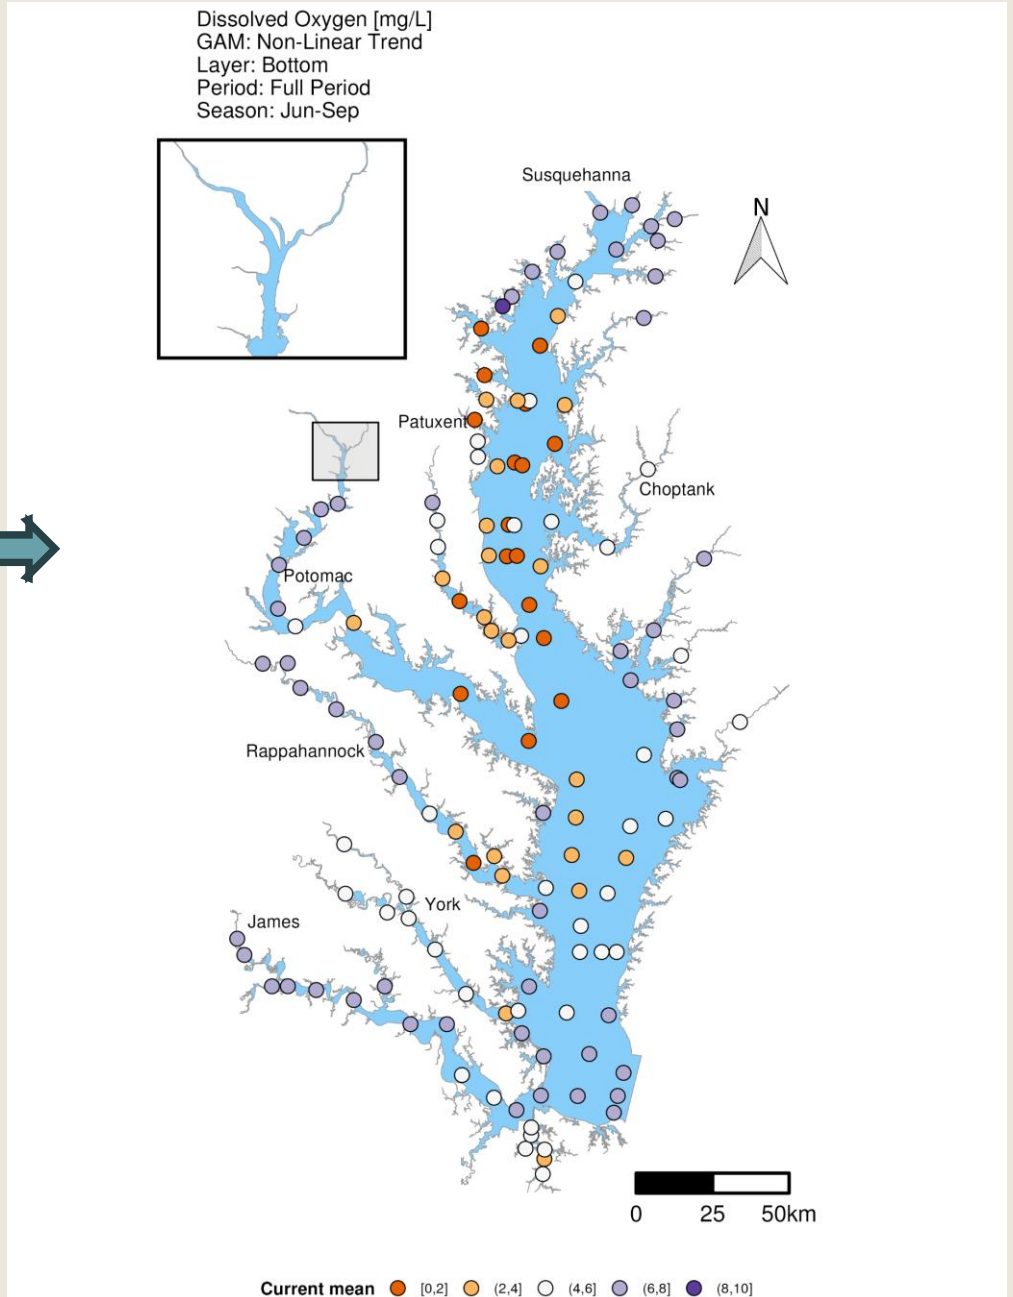 Dissolved Oxygen [mg/L]
GAM: Non-Linear Trend
Layer: Bottom
Period: Full Period
Season: Jun-Sep
Susquehanna
N
Patuxent
Choptank
Potomac
Rappahannock
York
James
0 25 50km
Current mean [0,2] (2,4] (4,6] (6,8] (8,10]